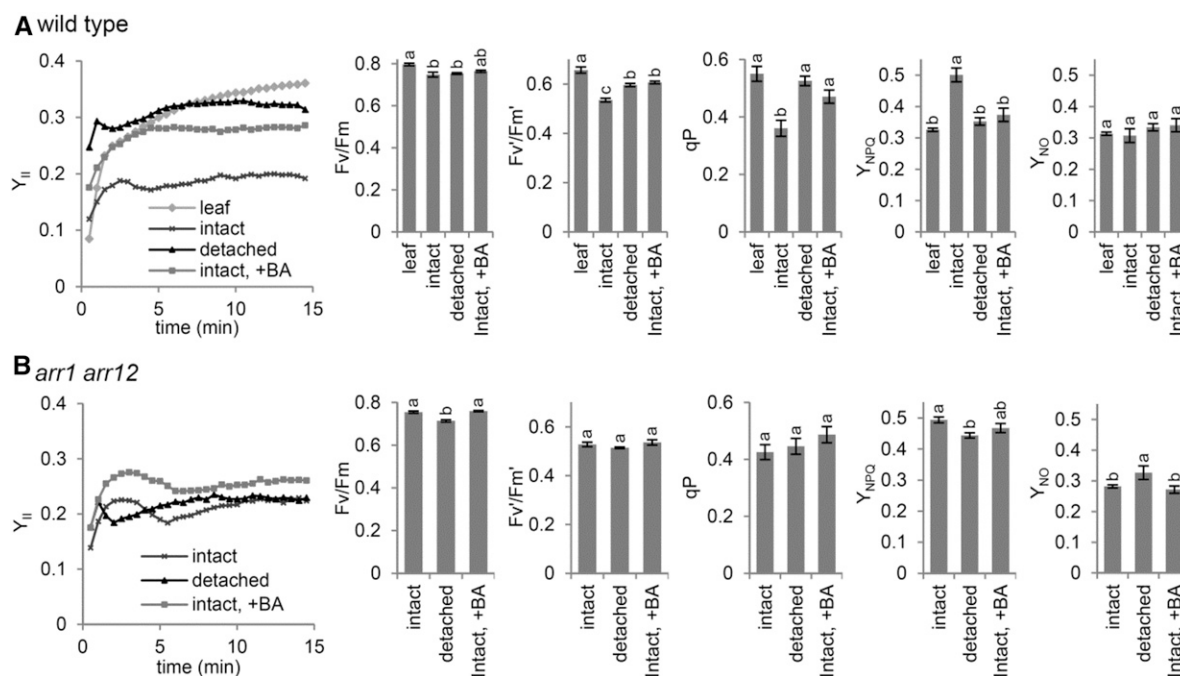 A wild type
Y_II
0.4
0.3
0.2
0.1
0
0 5 10 15
time (min)
leaf
intact
detached
intact, +BA
Fv/Fm
0.8
0.6
0.4
0.2
0
a b b ab
leaf
intact
detached
Intact, +BA
Fv'/Fm'
0.6
0.4
0.2
0
a c b b
leaf
intact
detached
Intact, +BA
qP
0.6
0.4
0.2
0
a b a a
leaf
intact
detached
Intact, +BA
Y_NPQ
0.5
0.4
0.3
0.2
0.1
0
b a b b
leaf
intact
detached
Intact, +BA
Y_NO
0.5
0.4
0.3
0.2
0.1
0
a a a a
leaf
intact
detached
Intact, +BA
B arr1 arr12
Y_II
0.4
0.3
0.2
0.1
0
0 5 10 15
time (min)
intact
detached
intact, +BA
Fv/Fm
0.8
0.6
0.4
0.2
0
a b a
intact
detached
Intact, +BA
Fv'/Fm'
0.6
0.4
0.2
0
a a a
intact
detached
Intact, +BA
qP
0.6
0.4
0.2
0
a a a
intact
detached
Intact, +BA
Y_NPQ
0.5
0.4
0.3
0.2
0.1
0
a b ab
intact
detached
Intact, +BA
Y_NO
0.5
0.4
0.3
0.2
0.1
0
b a b
intact
detached
Intact, +BA